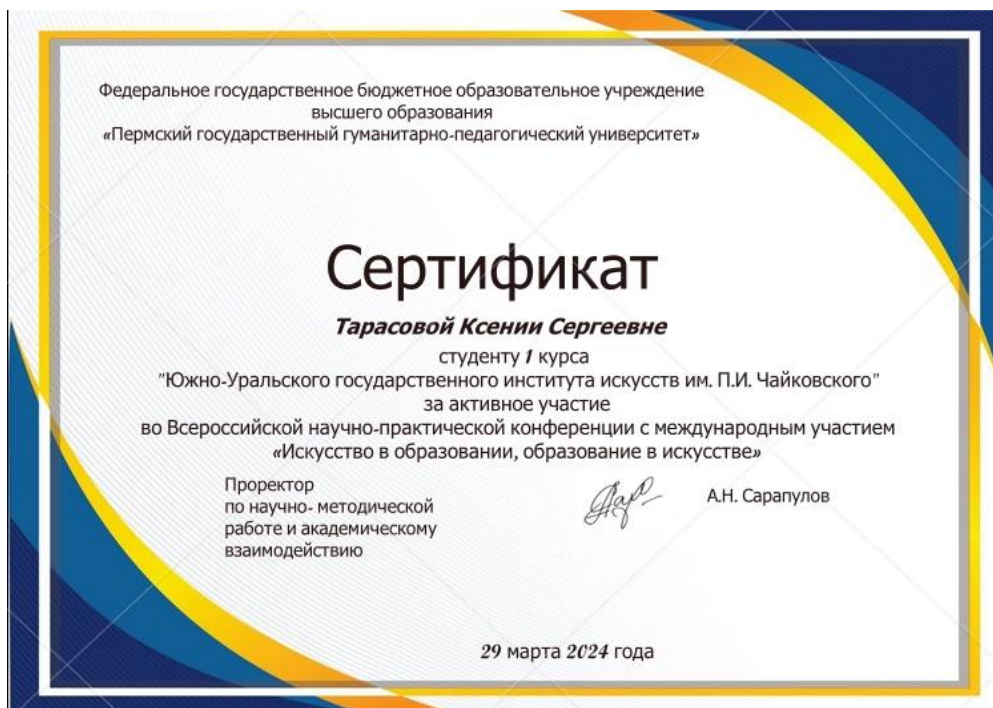 Федеральное государственное бюджетное образовательное учреждение
высшего образования
«Пермский государственный гуманитарно-педагогический университет»
Сертификат
Тарасовой Ксении Сергеевне
студенту 1 курса
"Южно-Уральского государственного института искусств им. П.И. Чайковского"
за активное участие
во Всероссийской научно-практической конференции с международным участием
«Искусство в образовании, образование в искусстве»
Проректор
по научно- методической
работе и академическому
взаимодействию
А.Н. Сарапулов
29 марта 2024 года